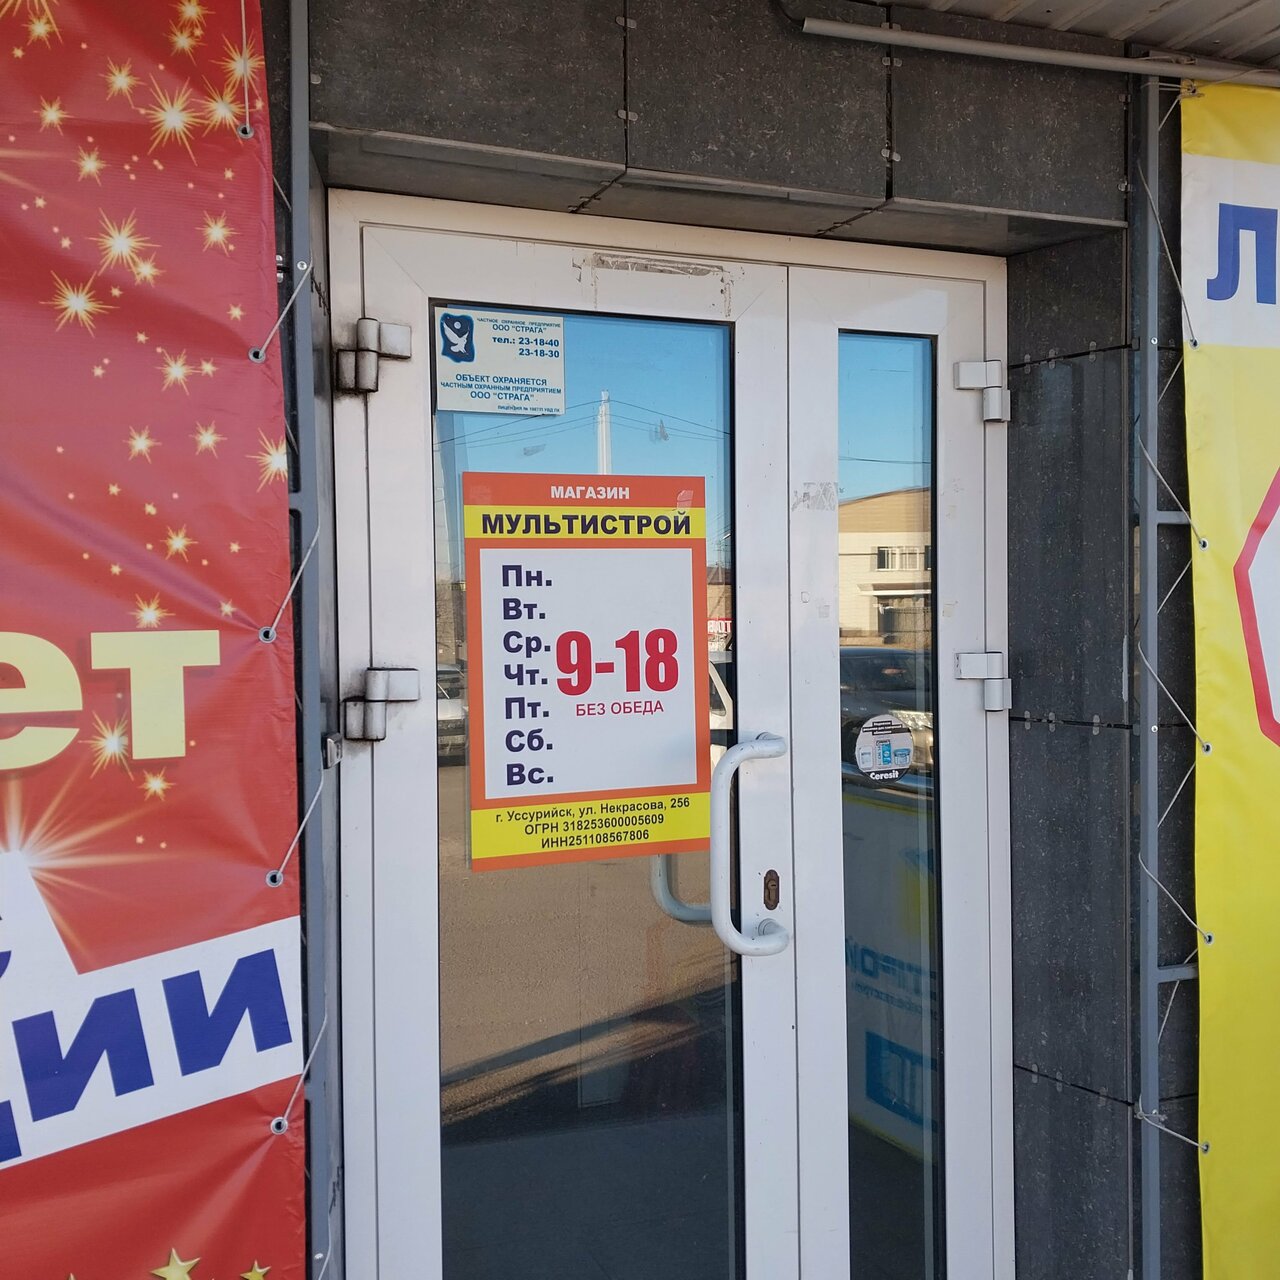 ет
ции
ЧАСТНОЕ ОХРАННОЕ ПРЕДПРИЯТИЕ
ООО "СТРАГА"
тел.: 23-18-40
23-18-30
ОБЪЕКТ ОХРАНЯЕТСЯ
ЧАСТНЫМ ОХРАННЫМ ПРЕДПРИЯТИЕМ
ООО "СТРАГА"
МАГАЗИН
МУЛЬТИСТРОЙ
Пн.
Вт.
Ср.
Чт.
Пт.
Сб.
Вс.
9-18
БЕЗ ОБЕДА
г. Уссурийск, ул. Некрасова, 256
ОГРН 318253600005609
ИНН251108567806
Ceresit
Л